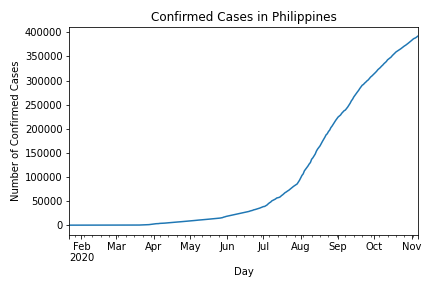 Confirmed Cases in Philippines
400000
350000
300000
250000
200000
150000
100000
50000
0
Number of Confirmed Cases
Feb Mar Apr May Jun Jul Aug Sep Oct Nov
2020
Day